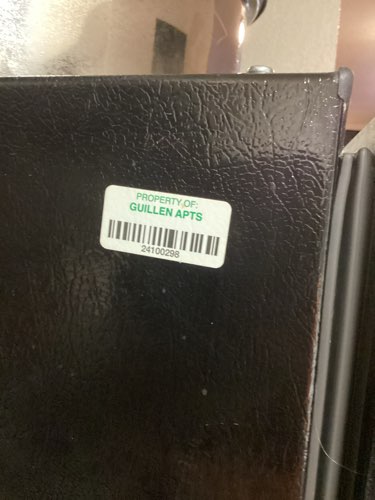 PROPERTY OF:
GUILLEN APTS
24100298